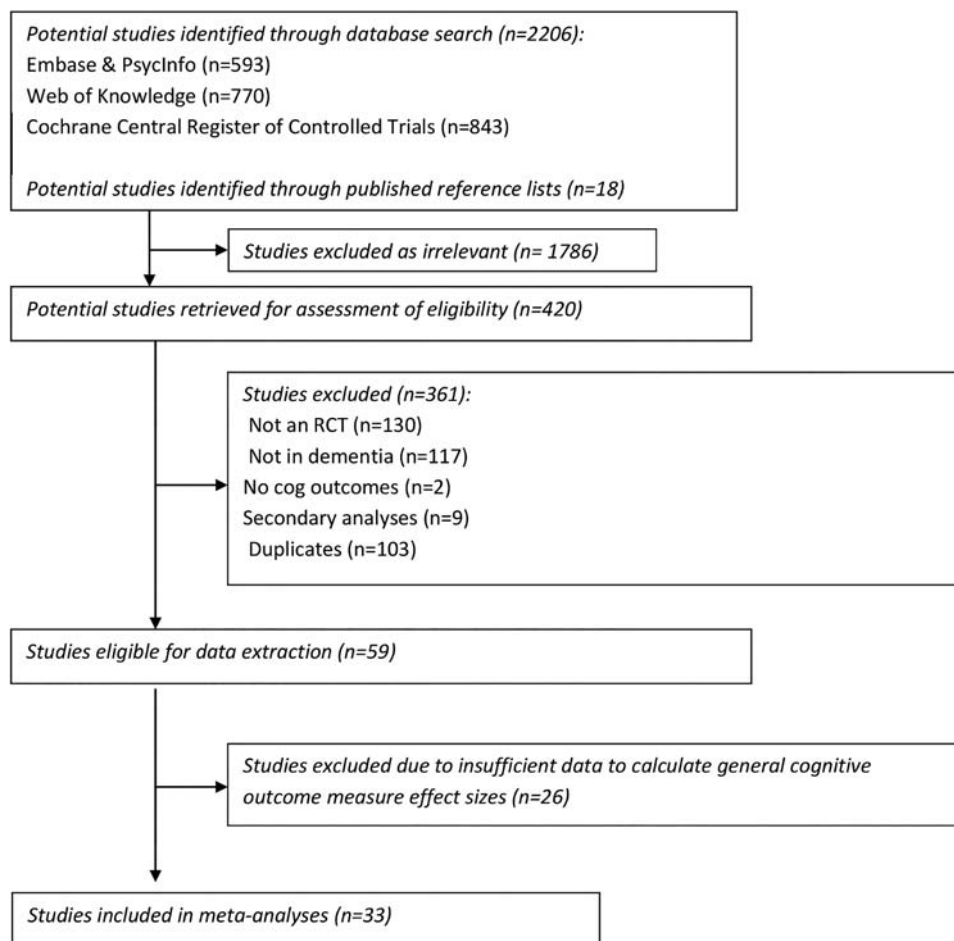 Potential studies identified through database search (n=2206):
Embase & PsycInfo (n=593)
Web of Knowledge (n=770)
Cochrane Central Register of Controlled Trials (n=843)
Potential studies identified through published reference lists (n=18)
Studies excluded as irrelevant (n= 1786)
Potential studies retrieved for assessment of eligibility (n=420)
Studies excluded (n=361):
Not an RCT (n=130)
Not in dementia (n=117)
No cog outcomes (n=2)
Secondary analyses (n=9)
Duplicates (n=103)
Studies eligible for data extraction (n=59)
Studies excluded due to insufficient data to calculate general cognitive
outcome measure effect sizes (n=26)
Studies included in meta-analyses (n=33)